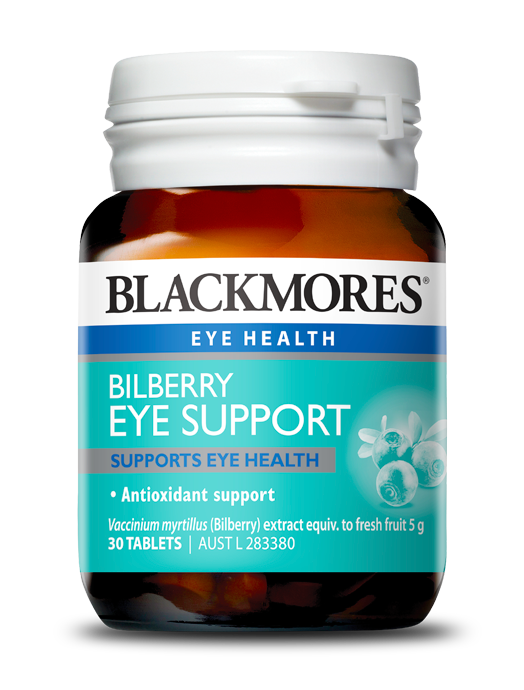 BLACKMORES®
EYE HEALTH
BILBERRY
EYE SUPPORT
SUPPORTS EYE HEALTH
• Antioxidant support
Vaccinium myrtillus (Bilberry) extract equiv. to fresh fruit 5 g
30 TABLETS | AUST L 283380